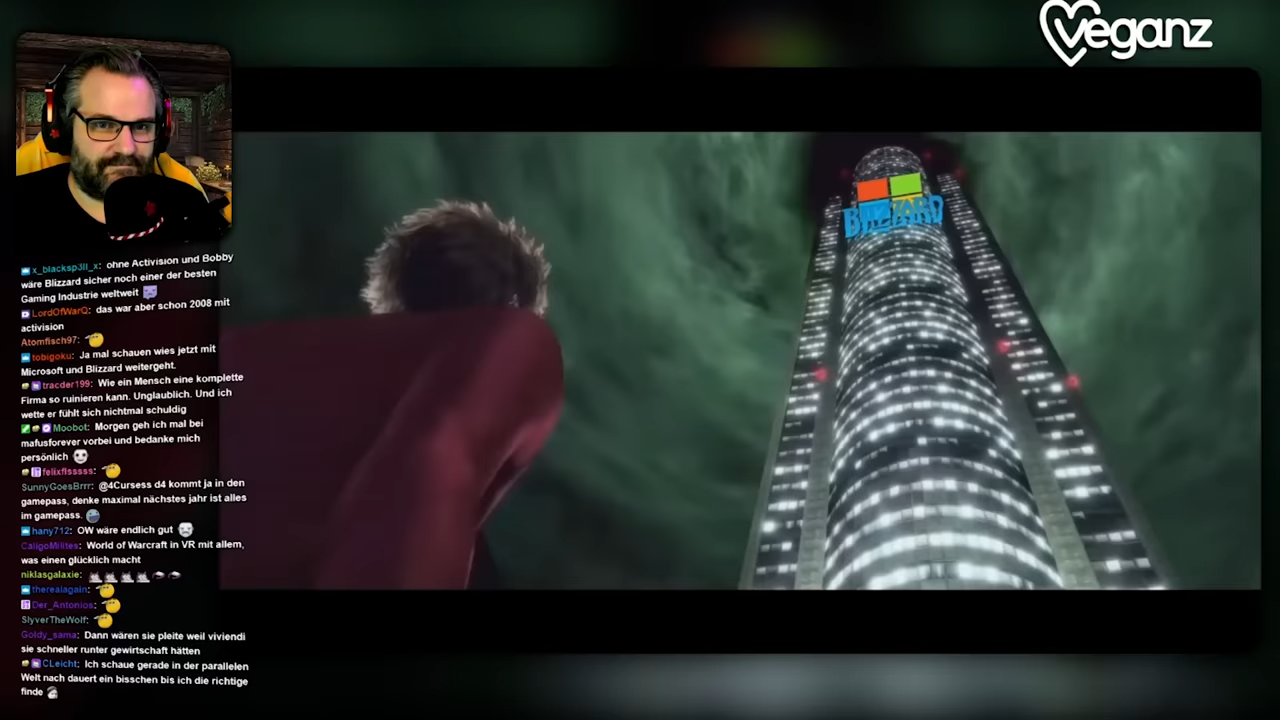 Veganz
BLIZZARD
x_blacksp3ll_x: ohne Activision und Bobby
wäre Blizzard sicher noch einer der besten
Gaming Industrie weltweit
LordOfWarQ: das war aber schon 2008 mit
activision
Atomfisch97:
tobigoku: Ja mal schauen wies jetzt mit
Microsoft und Blizzard weitergeht.
tracder199: Wie ein Mensch eine komplette
Firma so ruinieren kann. Unglaublich. Und ich
wette er fühlt sich nichtmal schuldig
Moobot: Morgen geh ich mal bei
mafusforever vorbei und bedanke mich
persönlich
felixflsssss:
SunnyGoesBrrr: @4Cursess d4 kommt ja in den
gamepass, denke maximal nächstes jahr ist alles
im gamepass.
hany712: OW wäre endlich gut
CaligoMilites: World of Warcraft in VR mit allem,
was einen glücklich macht
niklasgalaxie:
therealagain:
Der_Antonios:
SlyverTheWolf:
Goldy_sama: Dann wären sie pleite weil viviendi
sie schneller runter gewirtschaft hätten
CLeicht: Ich schaue gerade in der parallelen
Welt nach dauert ein bisschen bis ich die richtige
finde